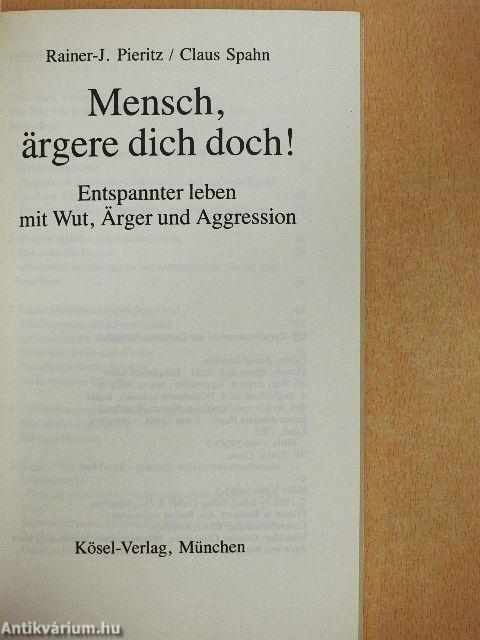 Rainer-J. Pieritz / Claus Spahn
Mensch,
ärgere dich doch!
Entspannter leben
mit Wut, Ärger und Aggression
Kösel-Verlag, München
Antikvárium.hu